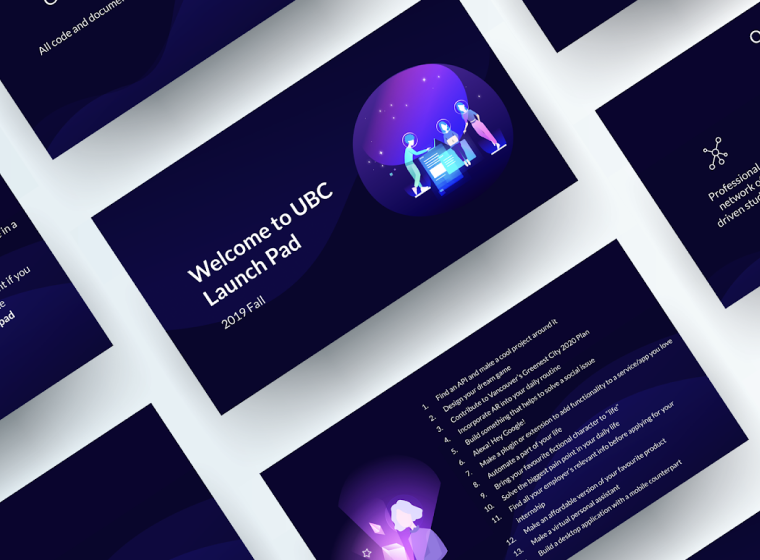 All code and docume
e in a
nt if you
e
pad
Welcome to UBC
Launch Pad
2019 Fall
Professional
network o
driven stud
1. Find an API and make a cool project around it
2. Design your dream game
3. Contribute to Vancouver's Greenest City 2020 Plan
4. Incorporate AR into your daily routine
5. Build something that helps to solve a social issue
6. Alexa! Hey Google!
7. Make a plugin or extension to add functionality to a service/app you love
8. Automate a part of your life
9. Bring your favourite fictional character to "life"
10. Solve the biggest pain point in your daily life
11. Find all your employer's relevant info before applying for your
internship
12. Make an affordable version of your favourite product
13. Make a virtual personal assistant
Build a desktop application with a mobile counterpart